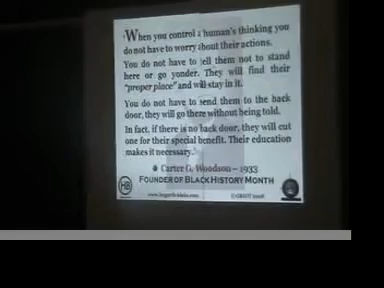 "When you control a human's thinking you
do not have to worry about their actions.
You do not have to tell them not to stand
here or go yonder. They will find their
"proper place" and will stay in it.
You do not have to send them to the back
door, they will go there without being told.
In fact, if there is no back door, they will cut
one for their special benefit. Their education
makes it necessary."
Carter G. Woodson – 1933
FOUNDER OF BLACK HISTORY MONTH
HB